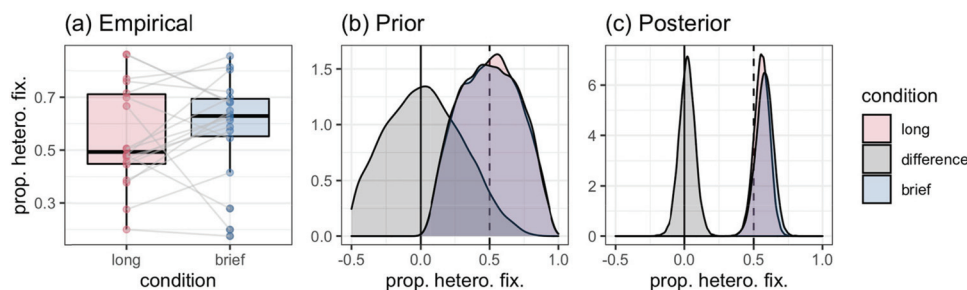 (a) Empirical
prop. hetero. fix.
0.7
0.5
0.3
long brief
condition
(b) Prior
1.5
1.0
0.5
0.0
-0.5 0.0 0.5 1.0
prop. hetero. fix.
(c) Posterior
6
4
2
0
-0.5 0.0 0.5 1.0
prop. hetero. fix.
condition
long
difference
brief